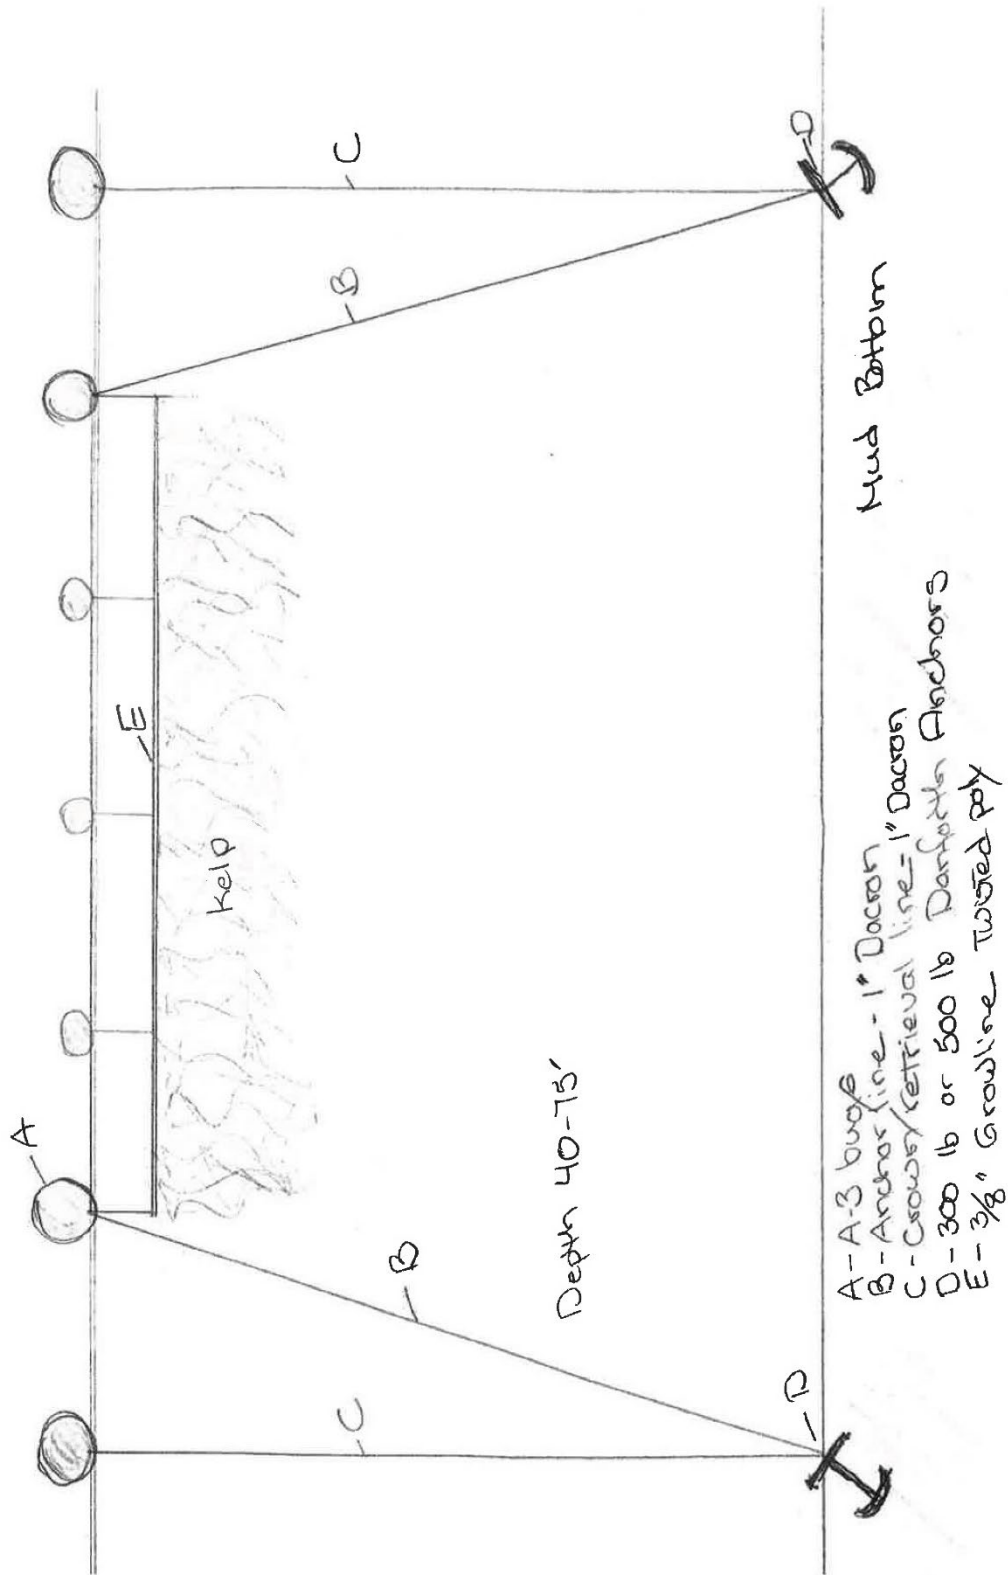 A
E
Kelp
B
B
C
C
Depth 40-75'
D
D
Mud Bottom
A - A-3 buoys
B - Anchor line - 1" Dacron
C - Crown/retrieval line = 1" Dacron
D - 300 lb or 500 lb Danforth Anchors
E - 3/8" Growline Twisted poly